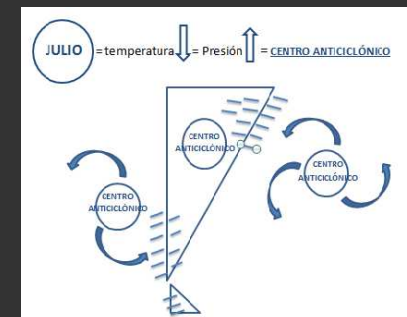 JULIO = temperatura = Presión = CENTRO ANTICICLÓNICO
CENTRO
ANTICICLÓNICO
CENTRO
ANTICICLÓNICO
CENTRO
ANTICICLÓNICO